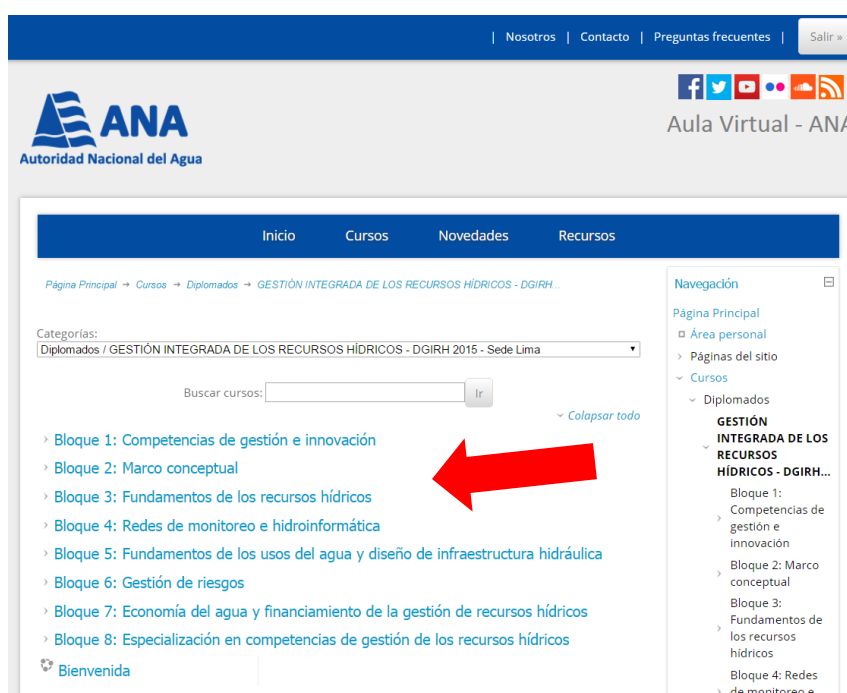 | Nosotros | Contacto | Preguntas frecuentes | Salir »
ANA
Autoridad Nacional del Agua
Aula Virtual - ANA
Inicio Cursos Novedades Recursos
Página Principal → Cursos → Diplomados → GESTIÓN INTEGRADA DE LOS RECURSOS HÍDRICOS - DGIRH...
Categorías:
Diplomados / GESTIÓN INTEGRADA DE LOS RECURSOS HÍDRICOS - DGIRH 2015 - Sede Lima
Buscar cursos: Ir
Colapsar todo
Bloque 1: Competencias de gestión e innovación
Bloque 2: Marco conceptual
Bloque 3: Fundamentos de los recursos hídricos
Bloque 4: Redes de monitoreo e hidroinformática
Bloque 5: Fundamentos de los usos del agua y diseño de infraestructura hidráulica
Bloque 6: Gestión de riesgos
Bloque 7: Economía del agua y financiamiento de la gestión de recursos hídricos
Bloque 8: Especialización en competencias de gestión de los recursos hídricos
Bienvenida
Navegación
Página Principal
Área personal
Páginas del sitio
Cursos
Diplomados
GESTIÓN
INTEGRADA DE LOS
RECURSOS
HÍDRICOS - DGIRH...
Bloque 1:
Competencias de
gestión e
innovación
Bloque 2: Marco
conceptual
Bloque 3:
Fundamentos de
los recursos
hídricos
Bloque 4: Redes
de monitoreo e